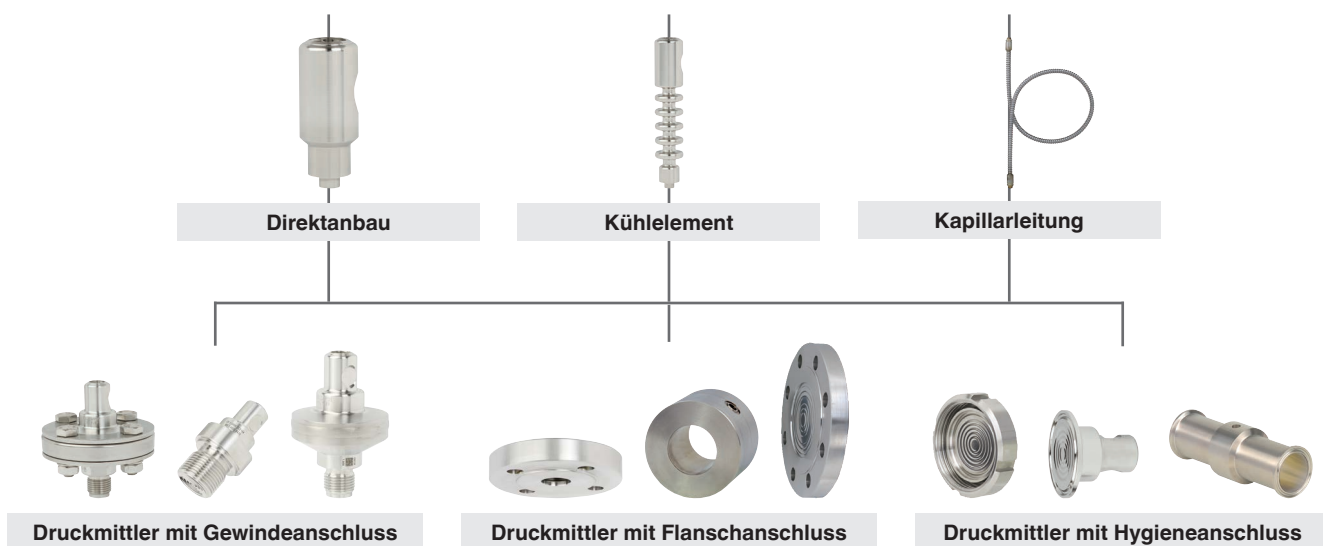 Direktanbau
Kühlelement
Kapillarleitung
Druckmittler mit Gewindeanschluss
Druckmittler mit Flanschanschluss
Druckmittler mit Hygieneanschluss